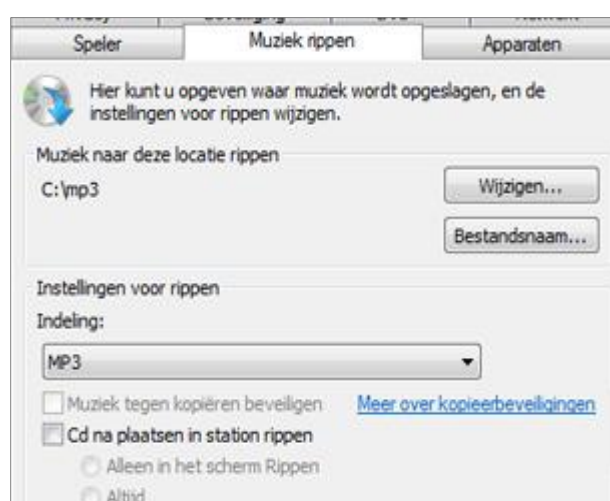 Speler
Muziek rippen
Apparaten
Hier kunt u opgeven waar muziek wordt opgeslagen, en de
instellingen voor rippen wijzigen.
Muziek naar deze locatie rippen
C:\mp3
Wijzigen...
Bestandsnaam...
Instellingen voor rippen
Indeling:
MP3
Muziek tegen kopiëren beveiligen
Meer over kopieerbeveiligingen
Cd na plaatsen in station rippen
Alleen in het scherm Rippen
Altijd